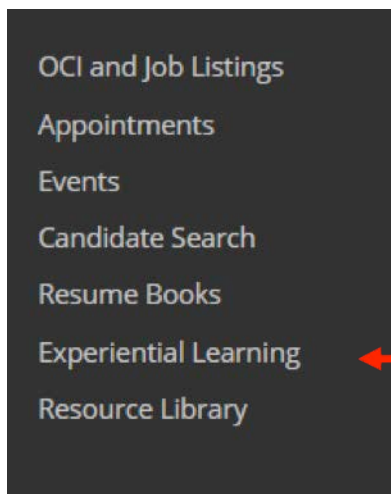 OCI and Job Listings
Appointments
Events
Candidate Search
Resume Books
Experiential Learning
Resource Library